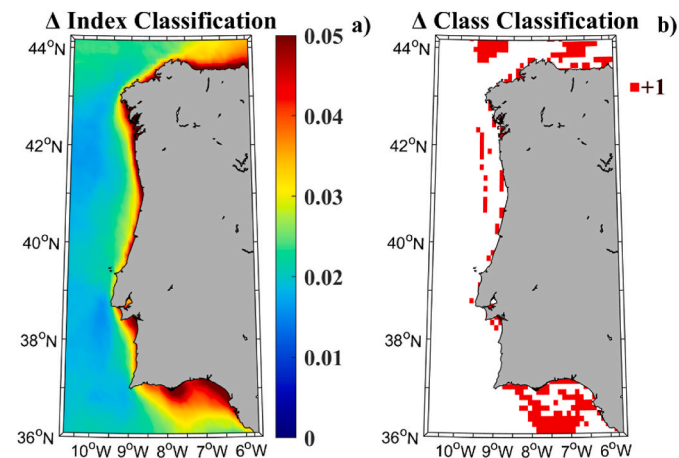 Δ Index Classification a)
Δ Class Classification b)
44°N
42°N
40°N
38°N
36°N
10°W 9°W 8°W 7°W 6°W
0.05
0.04
0.03
0.02
0.01
0
44°N
42°N
40°N
38°N
36°N
10°W 9°W 8°W 7°W 6°W
+1